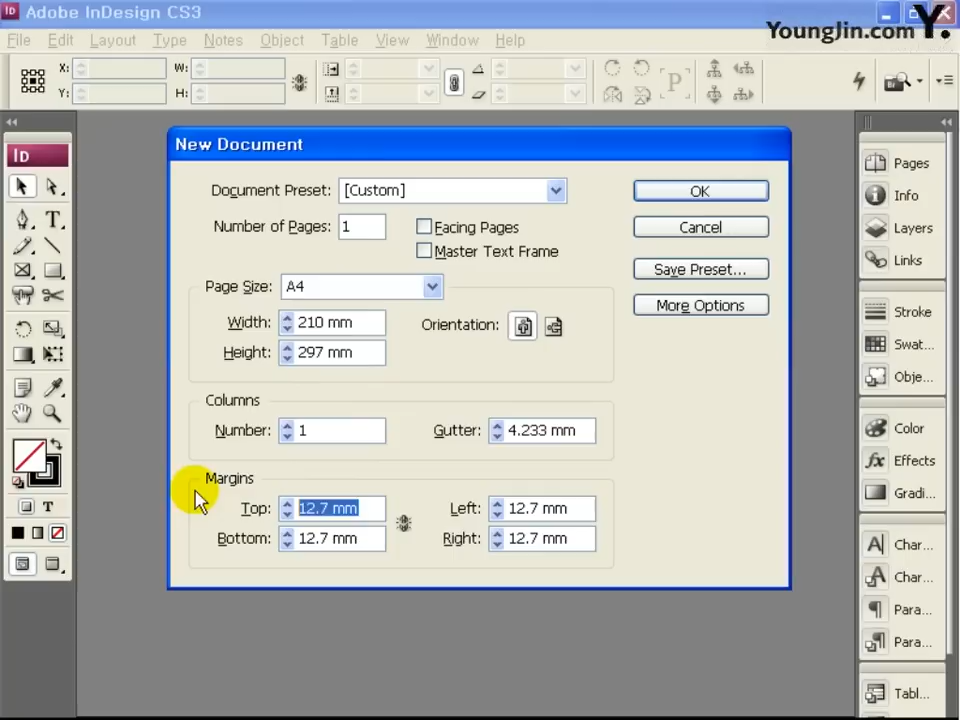 Adobe InDesign CS3
YoungJin.com Y.
File Edit Layout Type Notes Object Table View Window Help
X: W:
Y: H:
P
Id
T
T
New Document
Document Preset: [Custom]
OK
Number of Pages: 1
Facing Pages
Cancel
Master Text Frame
Save Preset...
Page Size: A4
More Options
Width: 210 mm
Orientation:
Height: 297 mm
Columns
Number: 1
Gutter: 4.233 mm
Margins
Top: 12.7 mm
Left: 12.7 mm
Bottom: 12.7 mm
Right: 12.7 mm
Pages
Info
Layers
Links
Stroke
Swat...
Obje...
Color
fx Effects
Gradi...
Char...
Char...
Para...
Para...
Tabl...